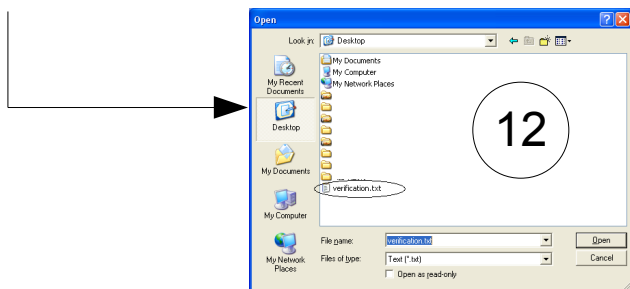 Open
Look in: Desktop
My Documents
My Computer
My Network Places
My Recent
Documents
Desktop
My Documents
My Computer
My Network
Places
12
verification.txt
File name: verification.txt Open
Files of type: Text (*.txt) Cancel
Open as read-only